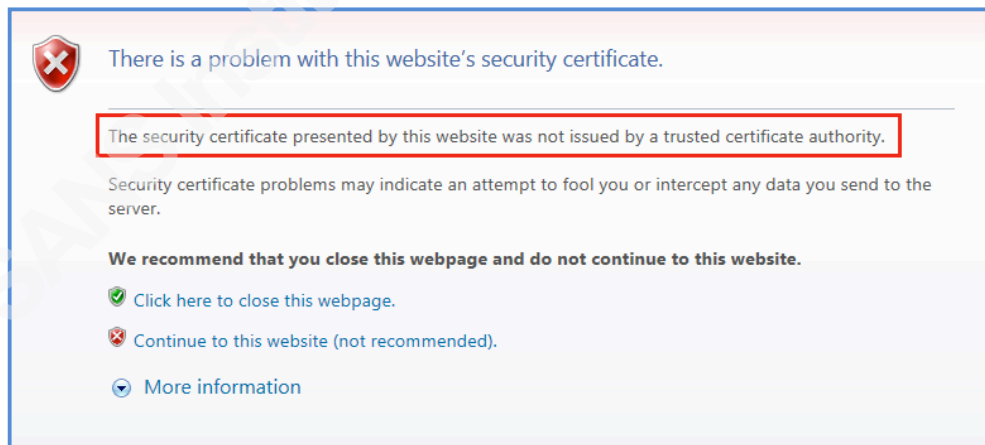 There is a problem with this website's security certificate.
The security certificate presented by this website was not issued by a trusted certificate authority.
Security certificate problems may indicate an attempt to fool you or intercept any data you send to the
server.
We recommend that you close this webpage and do not continue to this website.
Click here to close this webpage.
Continue to this website (not recommended).
More information